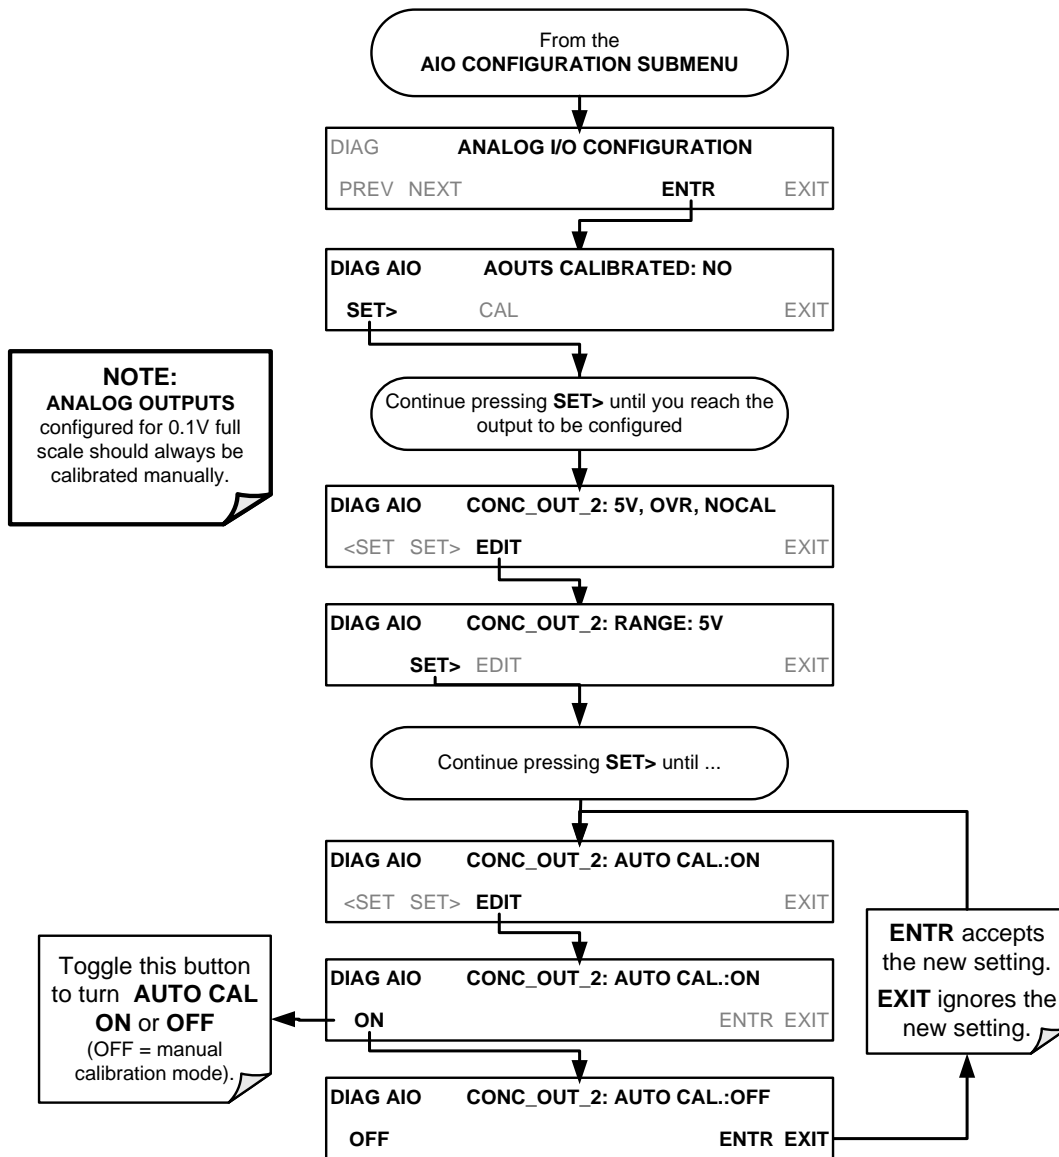 From the
AIO CONFIGURATION SUBMENU
DIAG ANALOG I/O CONFIGURATION
PREV NEXT ENTR EXIT
DIAG AIO AOUTS CALIBRATED: NO
SET> CAL EXIT
NOTE:
ANALOG OUTPUTS
configured for 0.1V full
scale should always be
calibrated manually.
Continue pressing SET> until you reach the
output to be configured
DIAG AIO CONC_OUT_2: 5V, OVR, NOCAL
<SET SET> EDIT EXIT
DIAG AIO CONC_OUT_2: RANGE: 5V
SET> EDIT EXIT
Continue pressing SET> until ...
DIAG AIO CONC_OUT_2: AUTO CAL.:ON
<SET SET> EDIT EXIT
Toggle this button
to turn AUTO CAL
ON or OFF
(OFF = manual
calibration mode).
DIAG AIO CONC_OUT_2: AUTO CAL.:ON
ON ENTR EXIT
ENTR accepts
the new setting.
EXIT ignores the
new setting.
DIAG AIO CONC_OUT_2: AUTO CAL.:OFF
OFF ENTR EXIT